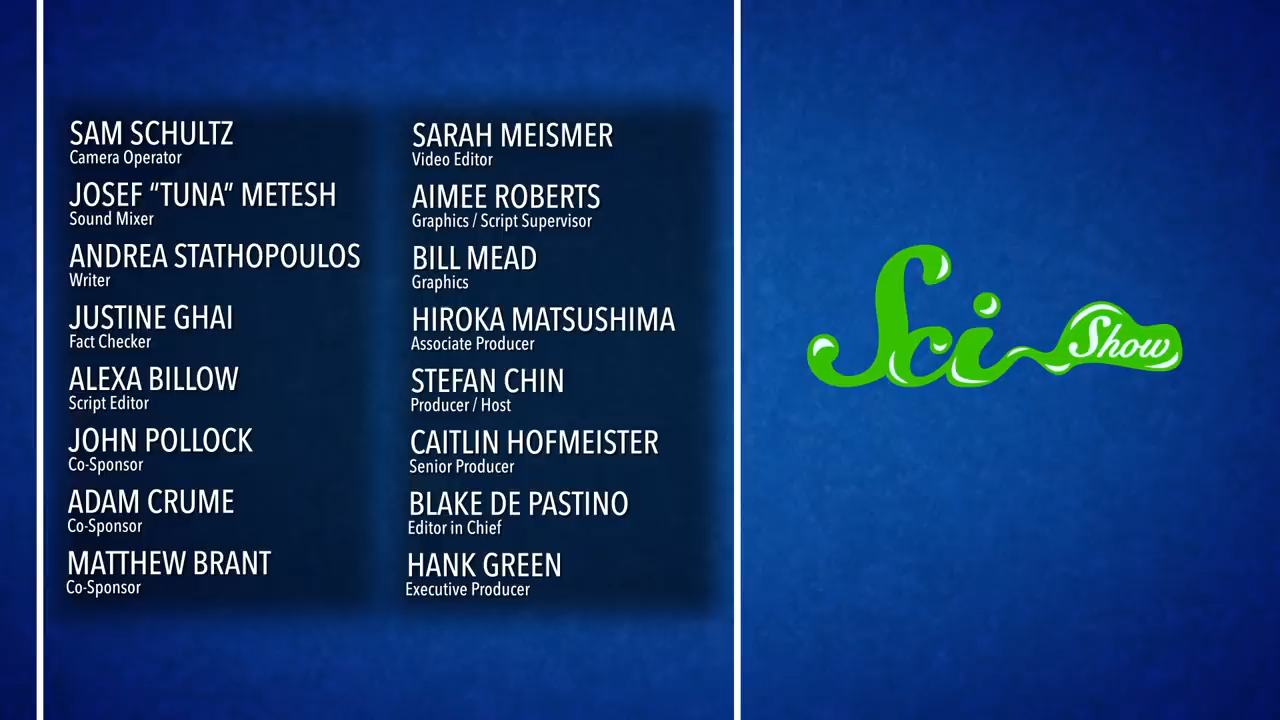 SAM SCHULTZ
Camera Operator
JOSEF “TUNA” METESH
Sound Mixer
ANDREA STATHOPOULOS
Writer
JUSTINE GHAI
Fact Checker
ALEXA BILLOW
Script Editor
JOHN POLLOCK
Co-Sponsor
ADAM CRUME
Co-Sponsor
MATTHEW BRANT
Co-Sponsor
SARAH MEISMER
Video Editor
AIMEE ROBERTS
Graphics / Script Supervisor
BILL MEAD
Graphics
HIROKA MATSUSHIMA
Associate Producer
STEFAN CHIN
Producer / Host
CAITLIN HOFMEISTER
Senior Producer
BLAKE DE PASTINO
Editor in Chief
HANK GREEN
Executive Producer
Sci Show